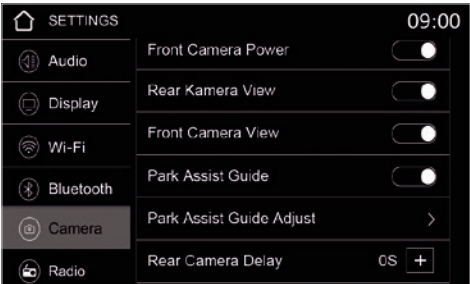 SETTINGS
09:00
Audio
Display
Wi-Fi
Bluetooth
Camera
Radio
Front Camera Power
Rear Kamera View
Front Camera View
Park Assist Guide
Park Assist Guide Adjust >
Rear Camera Delay 0S +